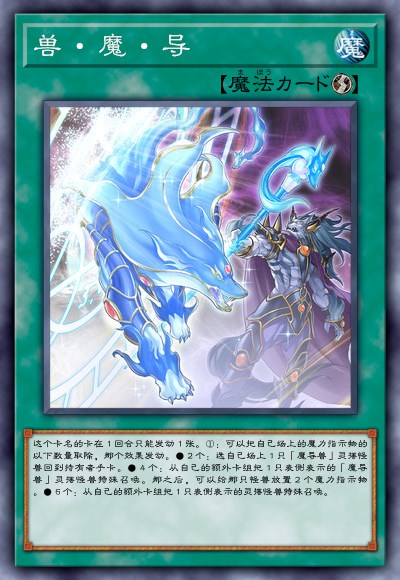 兽·魔·导
魔
【魔法カード】
まほう
这个卡名的卡在1回合只能发动1张。①：可以把自己场上的魔力指示物的
以下数量取除，那个效果发动。●2个：选自己场上1只「魔导兽」灵摆怪
兽回到持有者手卡。●4个：从自己的额外卡组把1只表侧表示的「魔导
兽」灵摆怪兽特殊召唤。那之后，可以给那只怪兽放置2个魔力指示物
。●6个：从自己的额外卡组把1只表侧表示的灵摆怪兽特殊召唤。